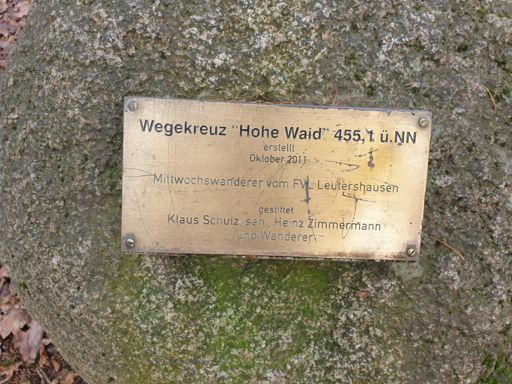 Wegekreuz "Hohe Waid" 455,1 ü.NN
erstellt
Oktober 2011
Mittwochswanderer vom FVL Leutershausen
gestiftet
Klaus Schulz, sen., Heinz Zimmermann
und Wanderer